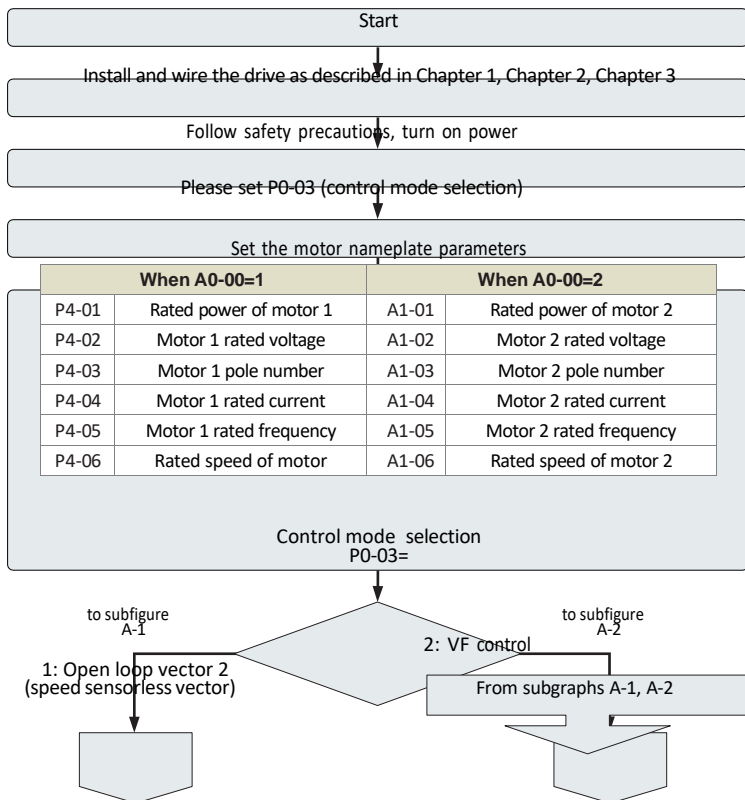 Start
Install and wire the drive as described in Chapter 1, Chapter 2, Chapter 3
Follow safety precautions, turn on power
Please set P0-03 (control mode selection)
Set the motor nameplate parameters
When A0-00=1 When A0-00=2
P4-01 Rated power of motor 1 A1-01 Rated power of motor 2
P4-02 Motor 1 rated voltage A1-02 Motor 2 rated voltage
P4-03 Motor 1 pole number A1-03 Motor 2 pole number
P4-04 Motor 1 rated current A1-04 Motor 2 rated current
P4-05 Motor 1 rated frequency A1-05 Motor 2 rated frequency
P4-06 Rated speed of motor A1-06 Rated speed of motor 2
Control mode selection
P0-03=
to subfigure
A-1
to subfigure
A-2
1: Open loop vector 2
(speed sensorless vector)
2: VF control
From subgraphs A-1, A-2